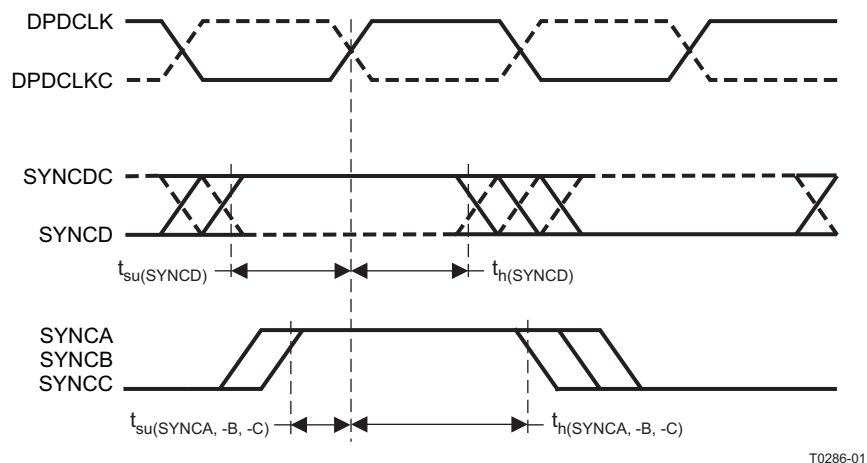 DPDCLK
DPDCLKC
SYNCDC
SYNCD
tsu(SYNCD)
th(SYNCD)
SYNCA
SYNCB
SYNCC
tsu(SYNCA, -B, -C)
th(SYNCA, -B, -C)
T0286-01